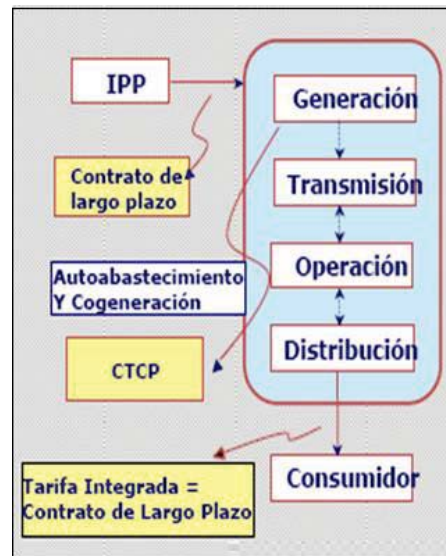 IPP
Generación
Contrato de
largo plazo
Transmisión
Autoabastecimiento
Y Cogeneración
Operación
CTCP
Distribución
Tarifa Integrada =
Contrato de Largo Plazo
Consumidor